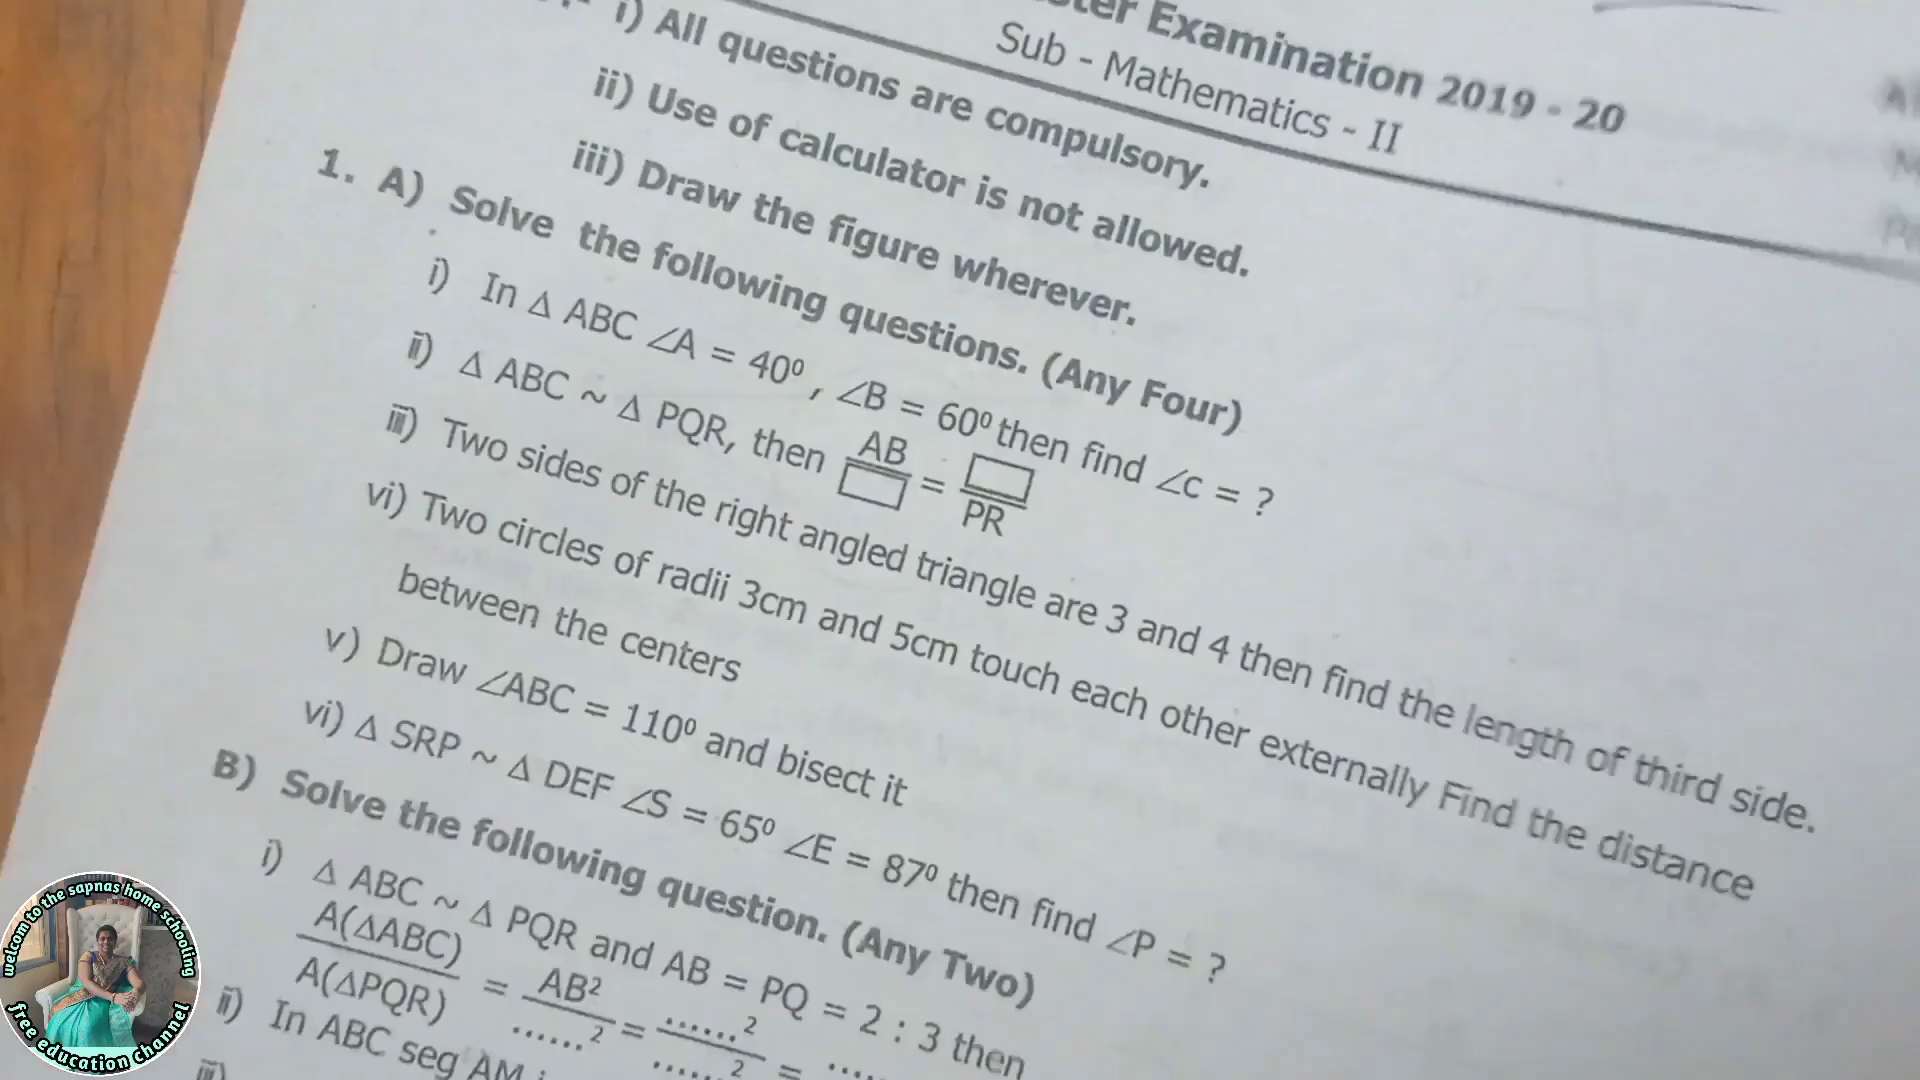 Examination 2019 - 20
Sub - Mathematics - II
i) All questions are compulsory.
ii) Use of calculator is not allowed.
iii) Draw the figure wherever.
1. A) Solve the following questions. (Any Four)
i) In Δ ABC ∠A = 40⁰ , ∠B = 60⁰ then find ∠c = ?
ii) Δ ABC ~ Δ PQR, then AB/□ = □/PR
iii) Two sides of the right angled triangle are 3 and 4 then find the length of third side.
vi) Two circles of radii 3cm and 5cm touch each other externally Find the distance
between the centers
v) Draw ∠ABC = 110⁰ and bisect it
vi) Δ SRP ~ Δ DEF ∠S = 65⁰ ∠E = 87⁰ then find ∠P = ?
B) Solve the following question. (Any Two)
i) Δ ABC ~ Δ PQR and AB = PQ = 2 : 3 then
A(ΔABC)/A(ΔPQR) = AB²/......² = ......²/......² = ......
ii) In ABC seg AM
iii)
welcom to the sapnas home schooling
free education channel